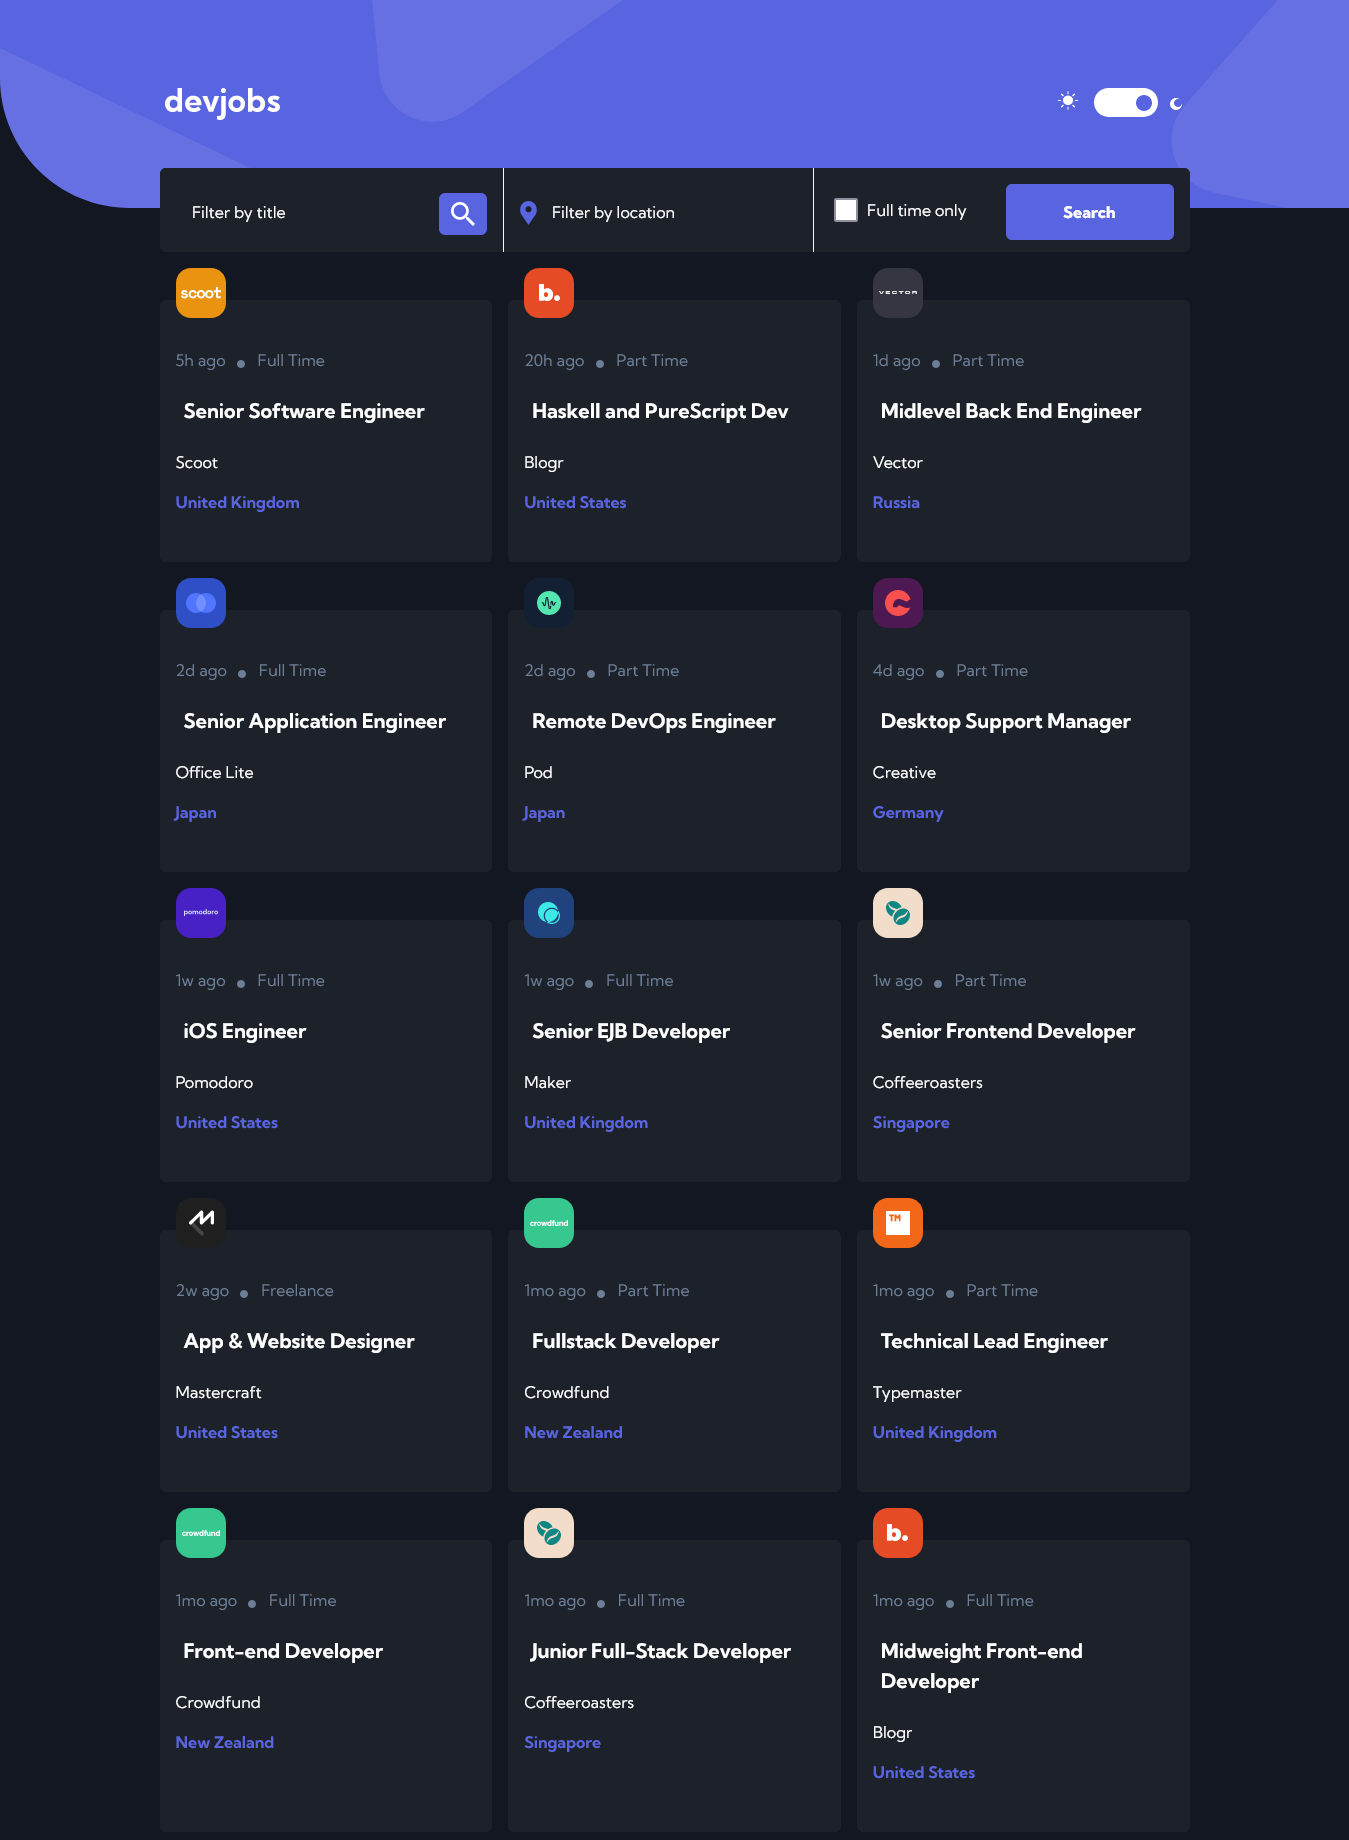 devjobs
Filter by title
Filter by location
Full time only
Search
scoot
5h ago Full Time
Senior Software Engineer
Scoot
United Kingdom
b.
20h ago Part Time
Haskell and PureScript Dev
Blogr
United States
VECTOR
1d ago Part Time
Midlevel Back End Engineer
Vector
Russia
2d ago Full Time
Senior Application Engineer
Office Lite
Japan
2d ago Part Time
Remote DevOps Engineer
Pod
Japan
4d ago Part Time
Desktop Support Manager
Creative
Germany
pomodoro
1w ago Full Time
iOS Engineer
Pomodoro
United States
1w ago Full Time
Senior EJB Developer
Maker
United Kingdom
1w ago Part Time
Senior Frontend Developer
Coffeeroasters
Singapore
2w ago Freelance
App & Website Designer
Mastercraft
United States
crowdfund
1mo ago Part Time
Fullstack Developer
Crowdfund
New Zealand
TM
1mo ago Part Time
Technical Lead Engineer
Typemaster
United Kingdom
crowdfund
1mo ago Full Time
Front-end Developer
Crowdfund
New Zealand
1mo ago Full Time
Junior Full-Stack Developer
Coffeeroasters
Singapore
b.
1mo ago Full Time
Midweight Front-end
Developer
Blogr
United States